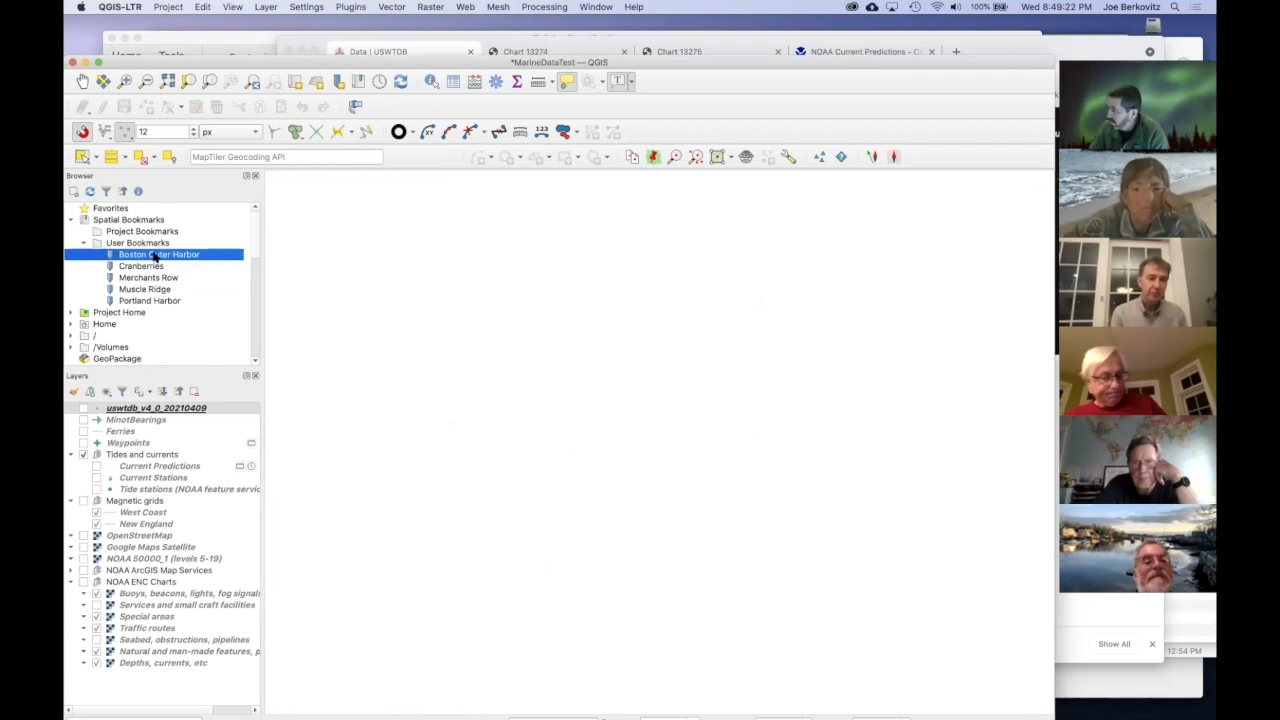 QGIS-LTR Project Edit View Layer Settings Plugins Vector Raster Web Mesh Processing Window Help 100% Wed 8:49:22 PM Joe Berkovitz
Data | USWTDB Chart 13274 Chart 13275 NOAA Current Predictions - C
*MarineDataTest — QGIS
12 px 123
MapTiler Geocoding API
Browser
Favorites
Spatial Bookmarks
Project Bookmarks
User Bookmarks
Boston Outer Harbor
Cranberries
Merchants Row
Muscle Ridge
Portland Harbor
Project Home
Home
/
/Volumes
GeoPackage
Layers
uswtdb_v4_0_20210409
MinotBearings
Ferries
Waypoints
Tides and currents
Current Predictions
Current Stations
Tide stations (NOAA feature servic
Magnetic grids
West Coast
New England
OpenStreetMap
Google Maps Satellite
NOAA 50000_1 (levels 5-19)
NOAA ArcGIS Map Services
NOAA ENC Charts
Buoys, beacons, lights, fog signals
Services and small craft facilities
Special areas
Traffic routes
Seabed, obstructions, pipelines
Natural and man-made features, p
Depths, currents, etc
Show All
12:54 PM